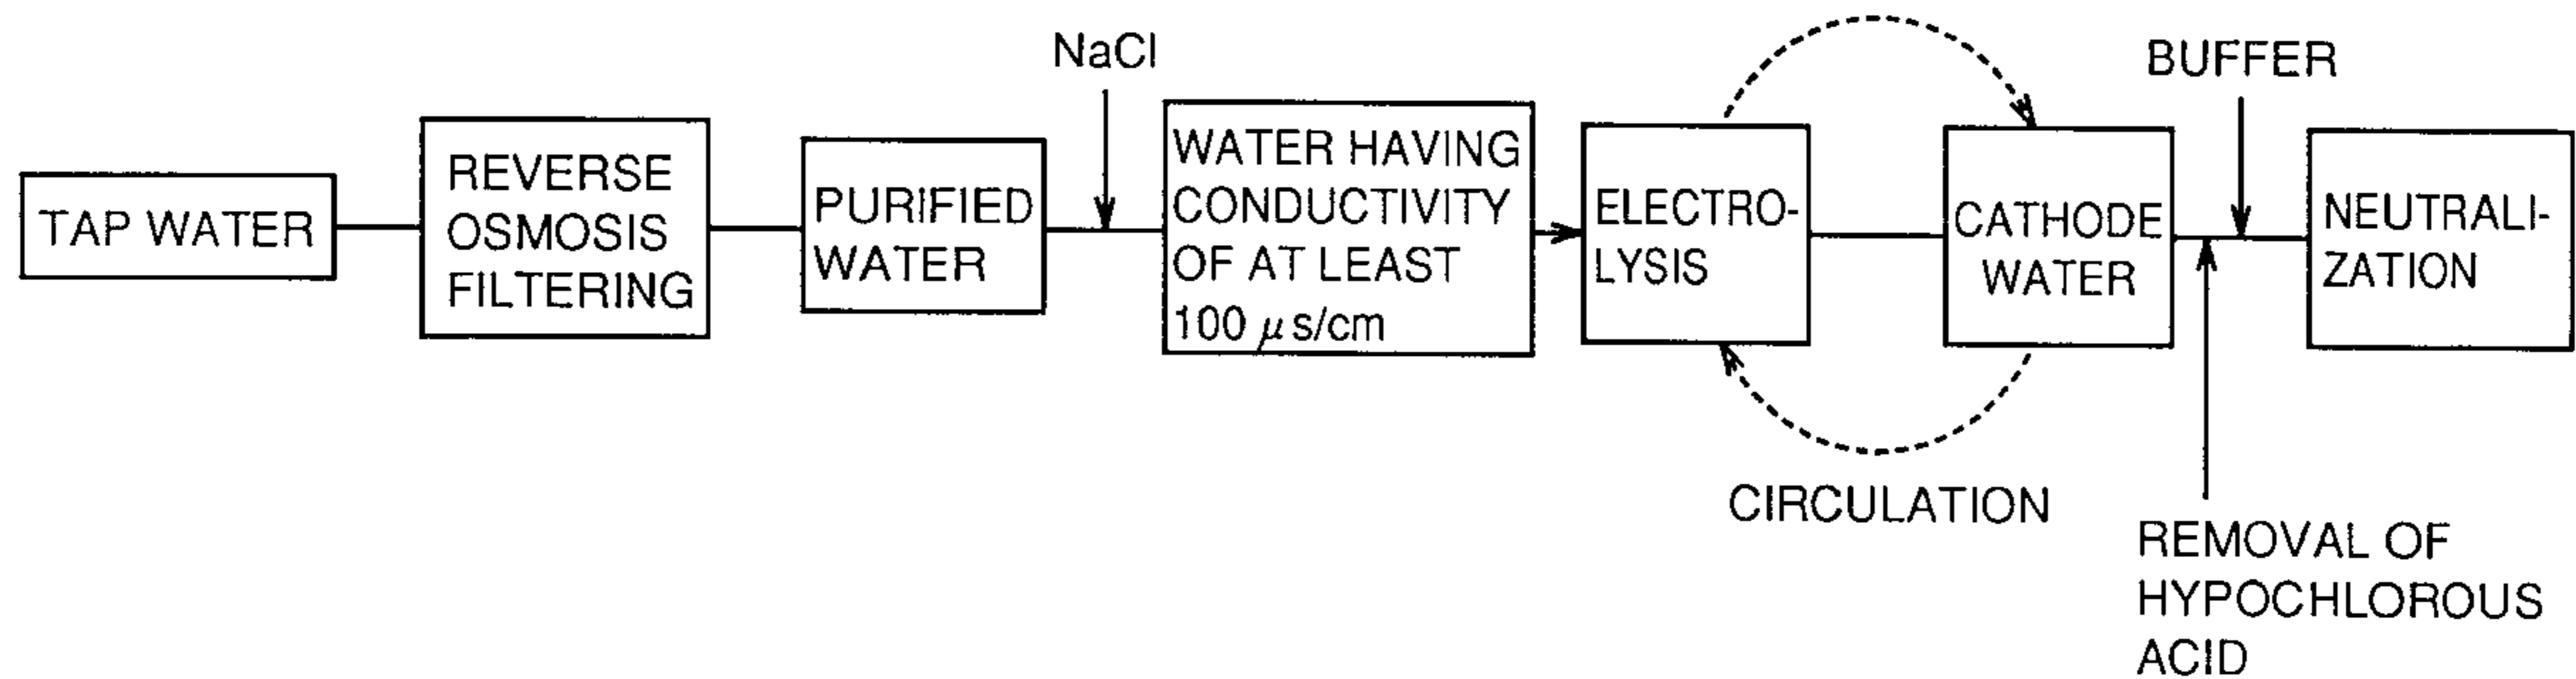 TAP WATER
REVERSE
OSMOSIS
FILTERING
PURIFIED
WATER
NaCl
WATER HAVING
CONDUCTIVITY
OF AT LEAST
100 μs/cm
ELECTRO-
LYSIS
CIRCULATION
CATHODE
WATER
BUFFER
REMOVAL OF
HYPOCHLOROUS
ACID
NEUTRALI-
ZATION